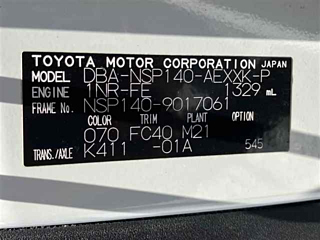 TOYOTA MOTOR CORPORATION JAPAN
MODEL DBA-NSP140-AEXXK-P
ENGINE 1NR-FE 1329 mL
FRAME No. NSP140-9017061
COLOR TRIM PLANT OPTION
070 FC40 M21
TRANS./AXLE K411 -01A 545